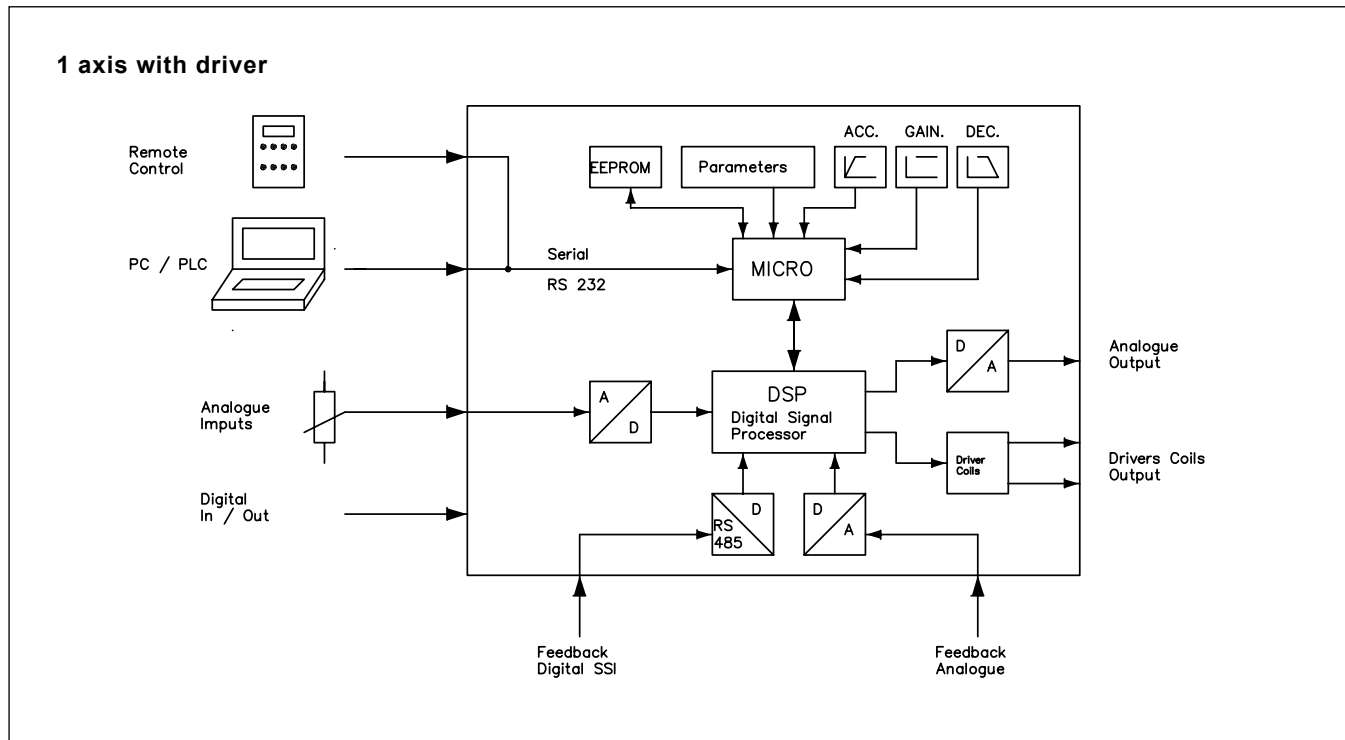 1 axis with driver
Remote
Control
PC / PLC
Analogue
Imputs
Digital
In / Out
EEPROM
Parameters
ACC.
GAIN.
DEC.
Serial
RS 232
MICRO
A
D
DSP
Digital Signal
Processor
D
A
Driver
Coils
Analogue
Output
Drivers Coils
Output
RS
485
D
D
A
Feedback
Digital SSI
Feedback
Analogue